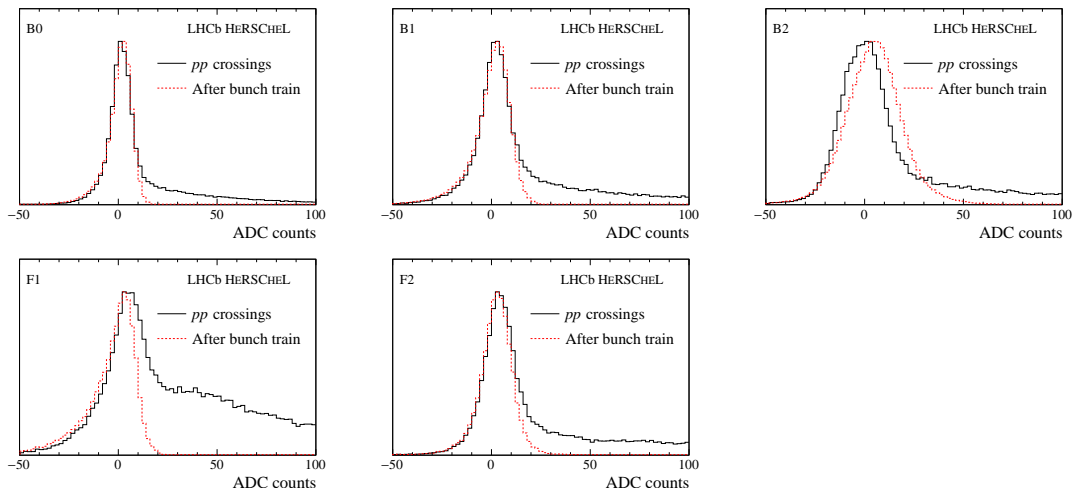 B0 LHCb HERSCHEL
pp crossings
After bunch train
−50 0 50 100
ADC counts
B1 LHCb HERSCHEL
pp crossings
After bunch train
−50 0 50 100
ADC counts
B2 LHCb HERSCHEL
pp crossings
After bunch train
−50 0 50 100
ADC counts
F1 LHCb HERSCHEL
pp crossings
After bunch train
−50 0 50 100
ADC counts
F2 LHCb HERSCHEL
pp crossings
After bunch train
−50 0 50 100
ADC counts